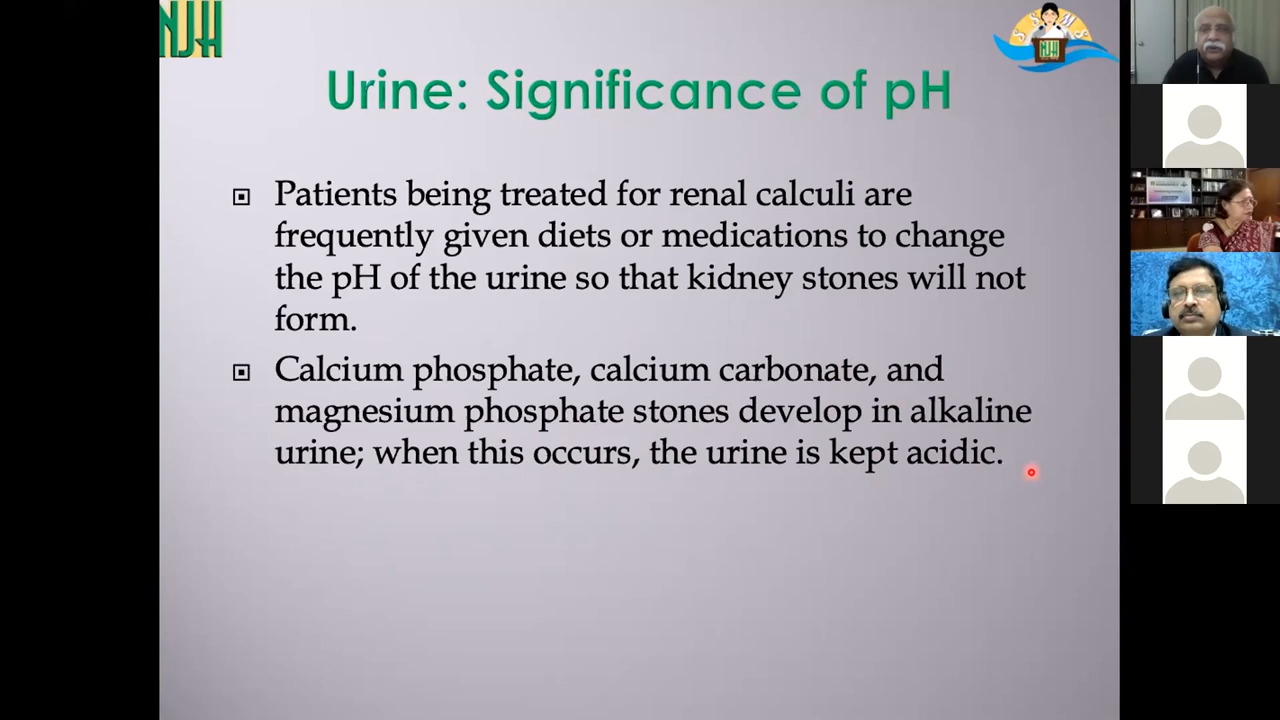 NJH
S S M S
NJH
Urine: Significance of pH
Patients being treated for renal calculi are
frequently given diets or medications to change
the pH of the urine so that kidney stones will not
form.
Calcium phosphate, calcium carbonate, and
magnesium phosphate stones develop in alkaline
urine; when this occurs, the urine is kept acidic.